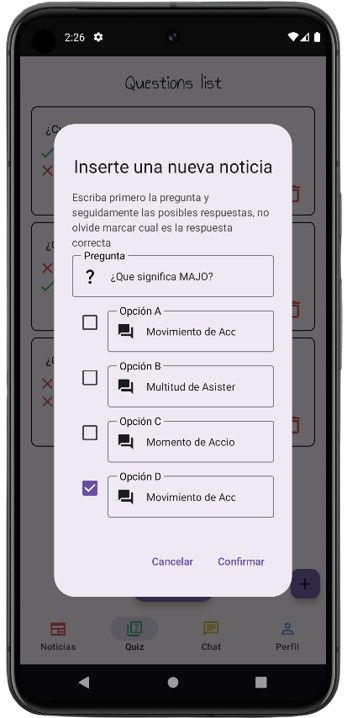 2:26
Questions list
¿C
Inserte una nueva noticia
Escriba primero la pregunta y
seguidamente las posibles respuestas, no
olvide marcar cual es la respuesta
correcta
Pregunta
? ¿Que significa MAJO?
Opción A
Movimiento de Acc
Opción B
Multitud de Asister
Opción C
Momento de Accio
Opción D
Movimiento de Acc
Cancelar Confirmar
+
Noticias Quiz Chat Perfil